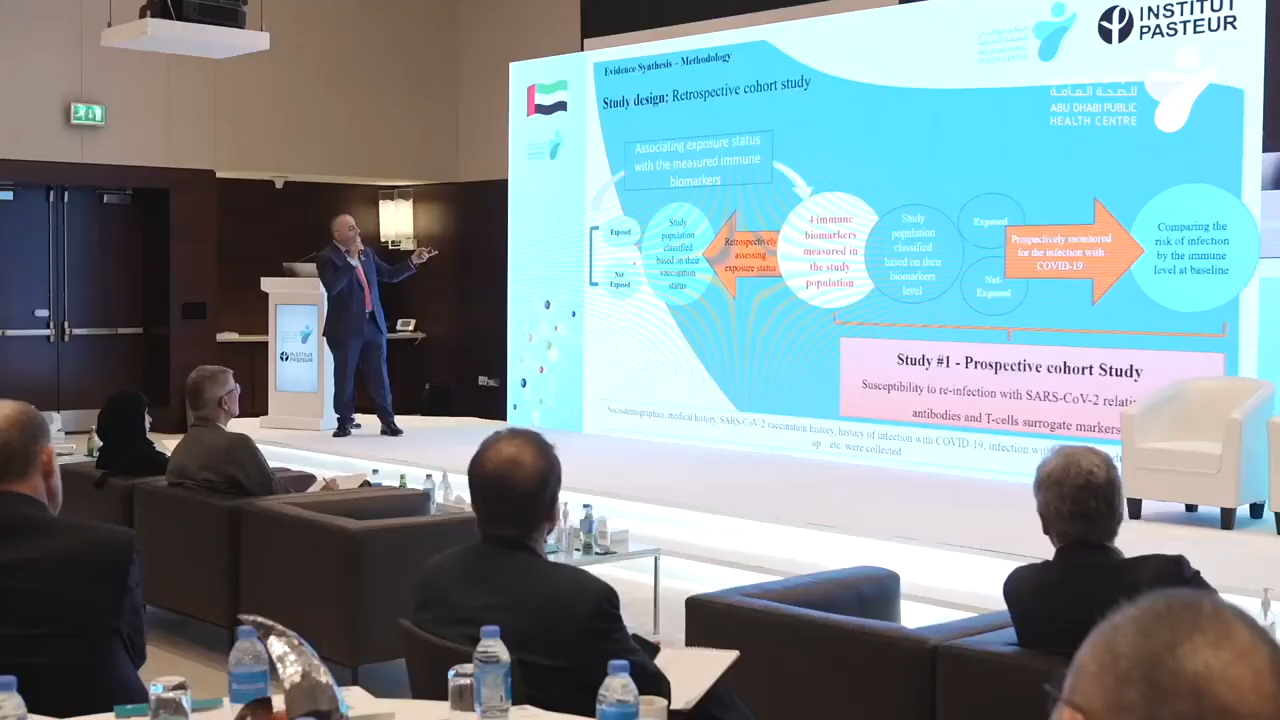 INSTITUT
PASTEUR
للصحة العامة
ABU DHABI PUBLIC
HEALTH CENTRE
Evidence Synthesis – Methodology
Study design: Retrospective cohort study
Associating exposure status
with the measured immune
biomarkers
Exposed
Not
Exposed
Study
population
classified
based on their
vaccination
status
Retrospectively
assessing
exposure status
4 immune
biomarkers
measured in
the study
population
Study
population
classified
based on their
biomarkers
level
Exposed
Not-
Exposed
Prospectively monitored
for the infection with
COVID-19
Comparing the
risk of infection
by the immune
level at baseline
Study #1 - Prospective cohort Study
Susceptibility to re-infection with SARS-CoV-2
antibodies and T-cells surrogate markers
Sociodemographics, medical history, SARS-CoV-2 vaccination history, history of infection with COVID-19, infection
up ...etc. were collected
INSTITUT
PASTEUR